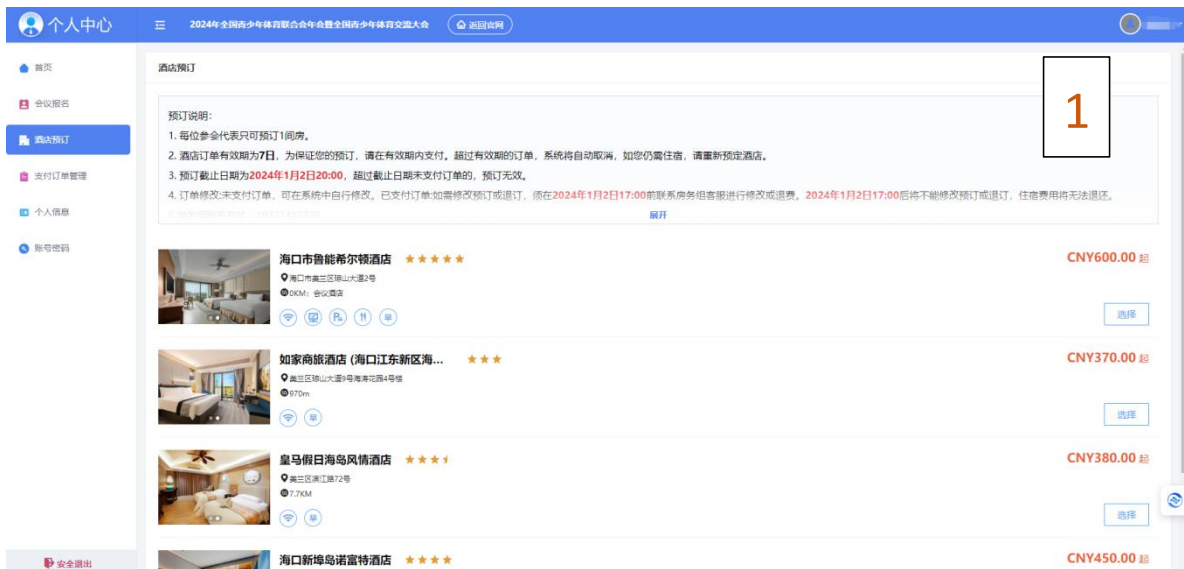 个人中心
2024年全国青少年体育联合会年会暨全国青少年体育交流大会
返回官网
首页
会议报名
酒店预订
支付订单管理
个人信息
账号密码
安全退出
酒店预订
1
预订说明：
1. 每位参会代表只可预订1间房。
2. 酒店订单有效期为7日，为保证您的预订，请在有效期内支付。超过有效期的订单，系统将自动取消，如您仍需住宿，请重新预定酒店。
3. 预订截止日期为2024年1月2日20:00，超过截止日期未支付订单的，预订无效。
4. 订单修改:未支付订单，可在系统中自行修改。已支付订单:如需修改预订或退订，须在2024年1月2日17:00前联系房务组客服进行修改或退费。2024年1月2日17:00后将不能修改预订或退订，住宿费用将无法退还。
展开
海口市鲁能希尔顿酒店
CNY600.00 起
海口市美兰区琼山大道2号
0KM；会议酒店
早
选择
如家商旅酒店 (海口江东新区海...
CNY370.00 起
美兰区琼山大道9号海涛花园4号楼
970m
早
选择
皇马假日海岛风情酒店
CNY380.00 起
美兰区滨江路72号
7.7KM
早
选择
海口新埠岛诺富特酒店
CNY450.00 起